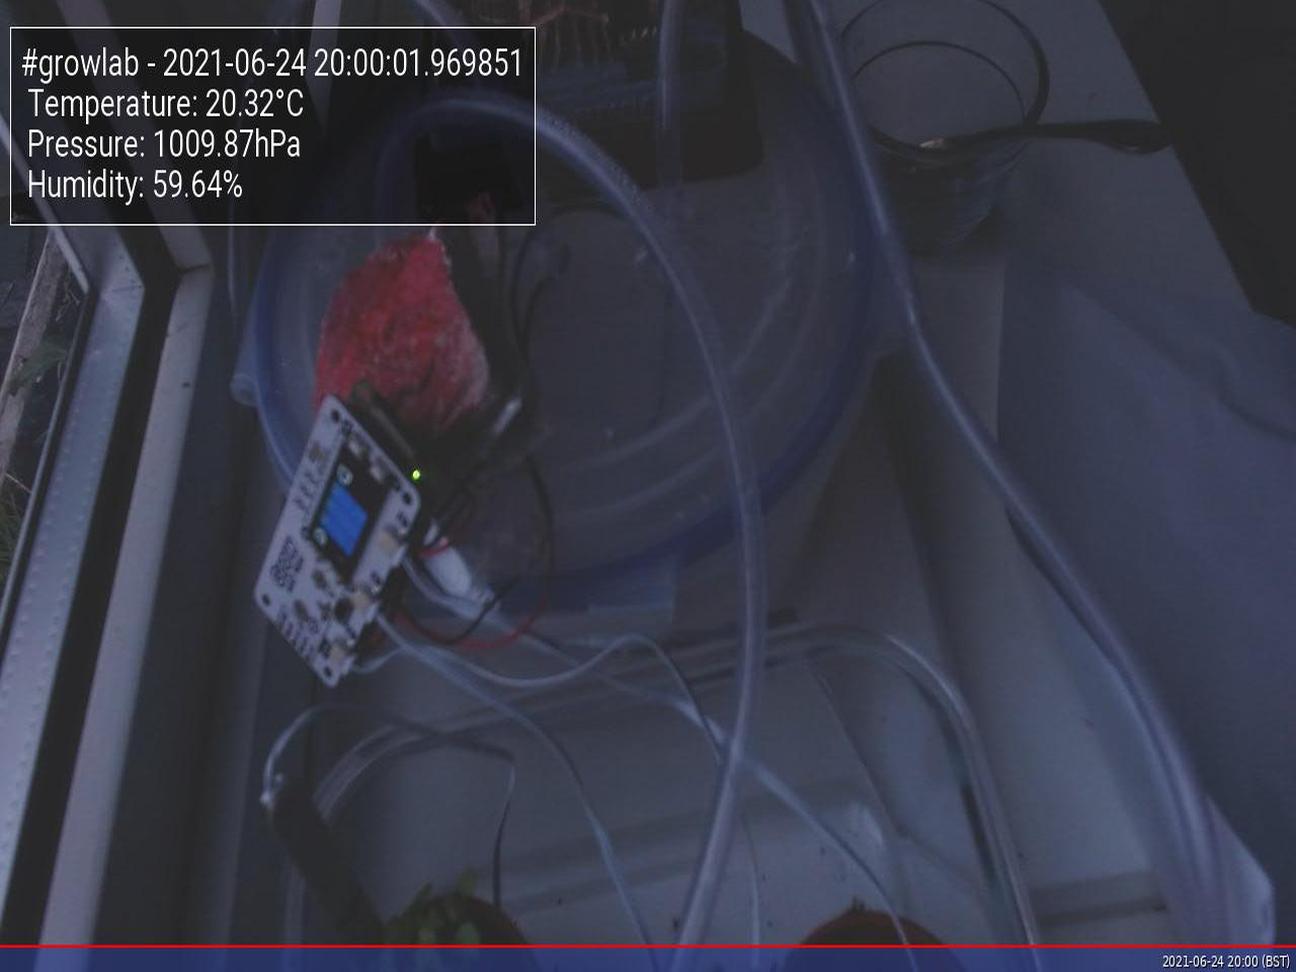 #growlab - 2021-06-24 20:00:01.969851
Temperature: 20.32°C
Pressure: 1009.87hPa
Humidity: 59.64%
2021-06-24 20:00 (BST)